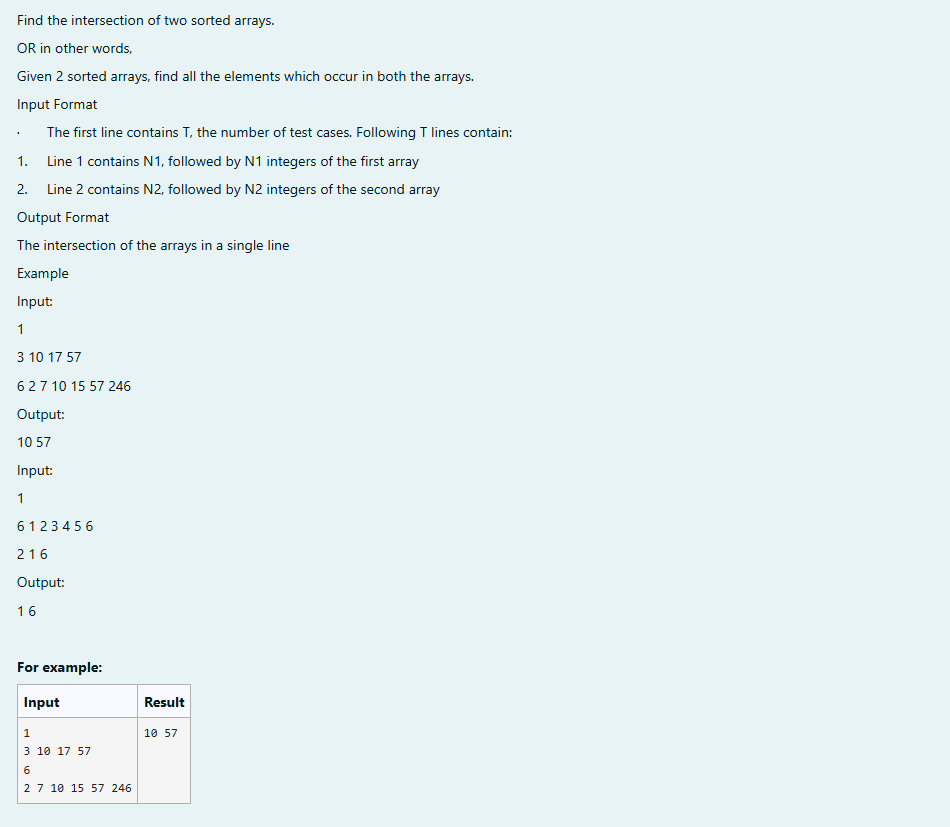 Find the intersection of two sorted arrays.
OR in other words,
Given 2 sorted arrays, find all the elements which occur in both the arrays.
Input Format
· The first line contains T, the number of test cases. Following T lines contain:
1. Line 1 contains N1, followed by N1 integers of the first array
2. Line 2 contains N2, followed by N2 integers of the second array
Output Format
The intersection of the arrays in a single line
Example
Input:
1
3 10 17 57
6 2 7 10 15 57 246
Output:
10 57
Input:
1
6 1 2 3 4 5 6
2 1 6
Output:
1 6
For example:
Input Result
1 10 57
3 10 17 57
6
2 7 10 15 57 246